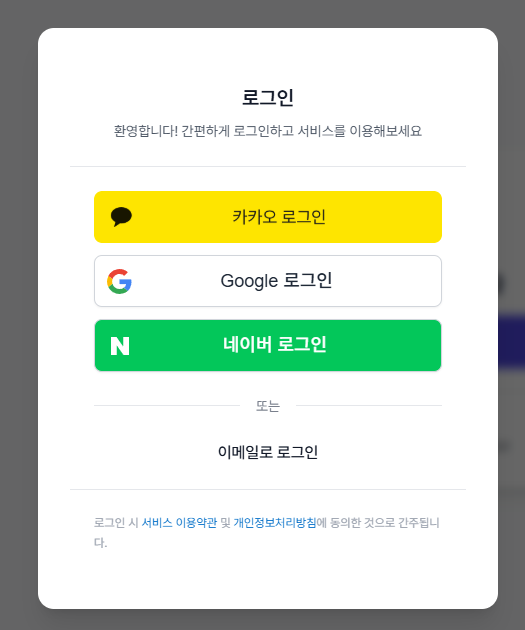 로그인
환영합니다! 간편하게 로그인하고 서비스를 이용해보세요
카카오 로그인
Google 로그인
네이버 로그인
또는
이메일로 로그인
로그인 시 서비스 이용약관 및 개인정보처리방침에 동의한 것으로 간주됩니
다.